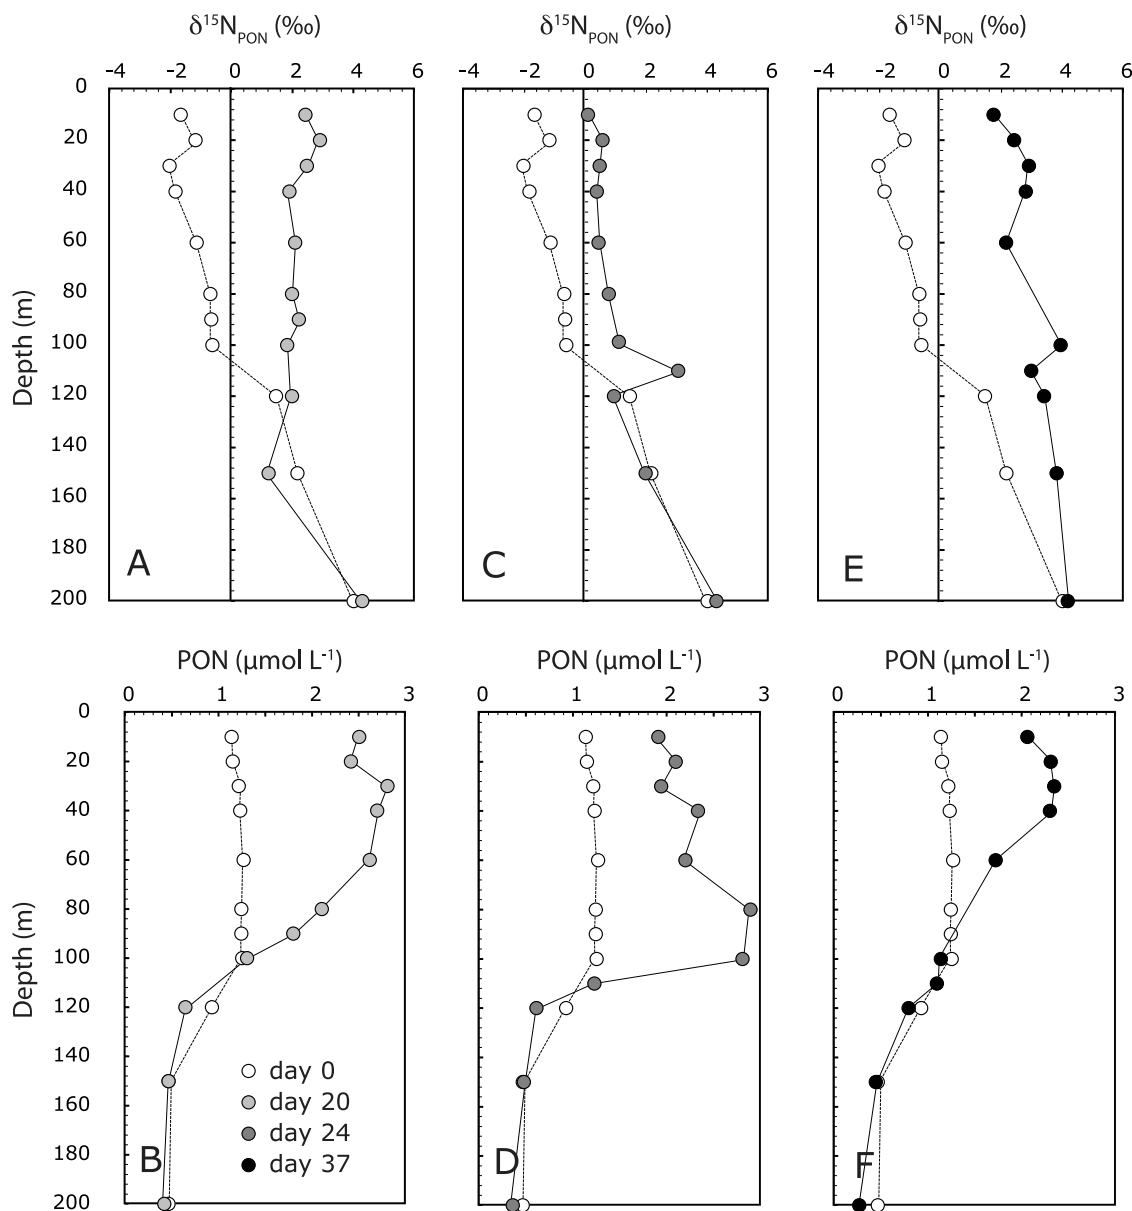 δ¹⁵N_PON (‰) δ¹⁵N_PON (‰) δ¹⁵N_PON (‰)
-4 -2 0 2 4 6 -4 -2 0 2 4 6 -4 -2 0 2 4 6
0
20
40
60
80
100
120
140
160
180
200
Depth (m)
A C E
PON (µmol L⁻¹) PON (µmol L⁻¹) PON (µmol L⁻¹)
0 1 2 3 0 1 2 3 0 1 2 3
0
20
40
60
80
100
120
140
160
180
200
Depth (m)
day 0
day 20
day 24
day 37
B D F